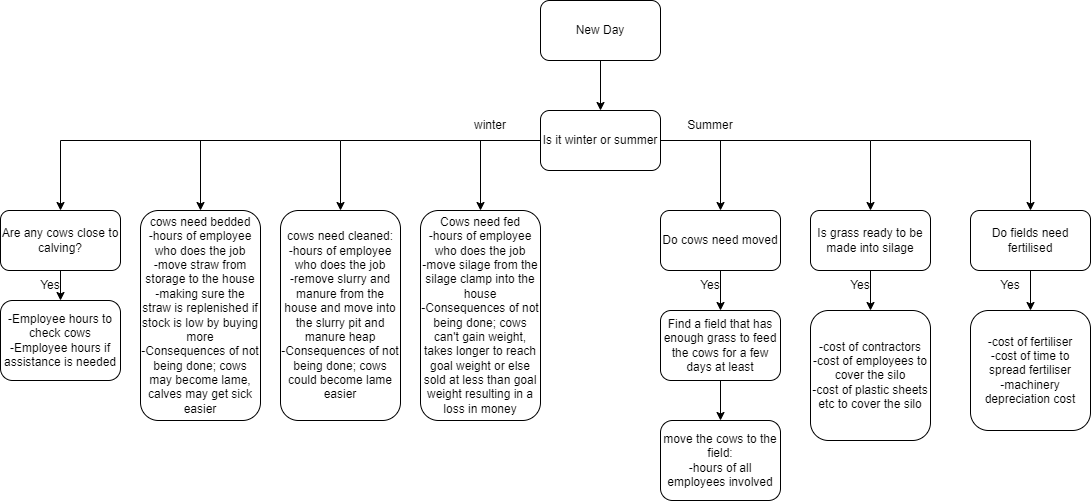 New Day
Is it winter or summer
winter
Summer
Are any cows close to
calving?
Yes
-Employee hours to
check cows
-Employee hours if
assistance is needed
cows need bedded
-hours of employee
who does the job
-move straw from
storage to the house
-making sure the
straw is replenished if
stock is low by buying
more
-Consequences of not
being done; cows
may become lame,
calves may get sick
easier
cows need cleaned:
-hours of employee
who does the job
-remove slurry and
manure from the
house and move into
the slurry pit and
manure heap
-Consequences of not
being done; cows
could become lame
easier
Cows need fed
-hours of employee
who does the job
-move silage from the
silage clamp into the
house
-Consequences of not
being done; cows
can't gain weight,
takes longer to reach
goal weight or else
sold at less than goal
weight resulting in a
loss in money
Do cows need moved
Yes
Find a field that has
enough grass to feed
the cows for a few
days at least
move the cows to the
field:
-hours of all
employees involved
Is grass ready to be
made into silage
Yes
-cost of contractors
-cost of employees to
cover the silo
-cost of plastic sheets
etc to cover the silo
Do fields need
fertilised
Yes
-cost of fertiliser
-cost of time to
spread fertiliser
-machinery
depreciation cost